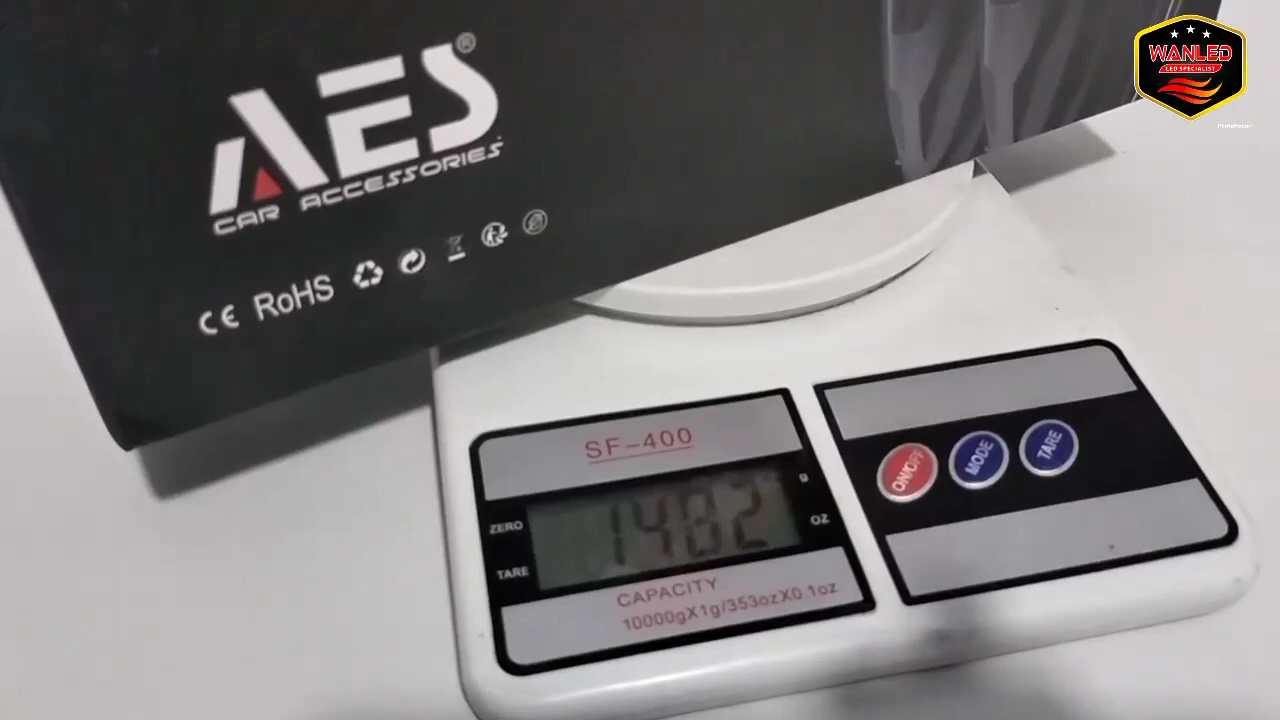 AES®
CAR ACCESSORIES
CE RoHS
WANLED
LED SPECIALIST
PhotoRoom
SF-400
ZERO
TARE
1482
g
OZ
CAPACITY
10000gX1g/353ozX0.1oz
ON/OFF
MODE
TARE